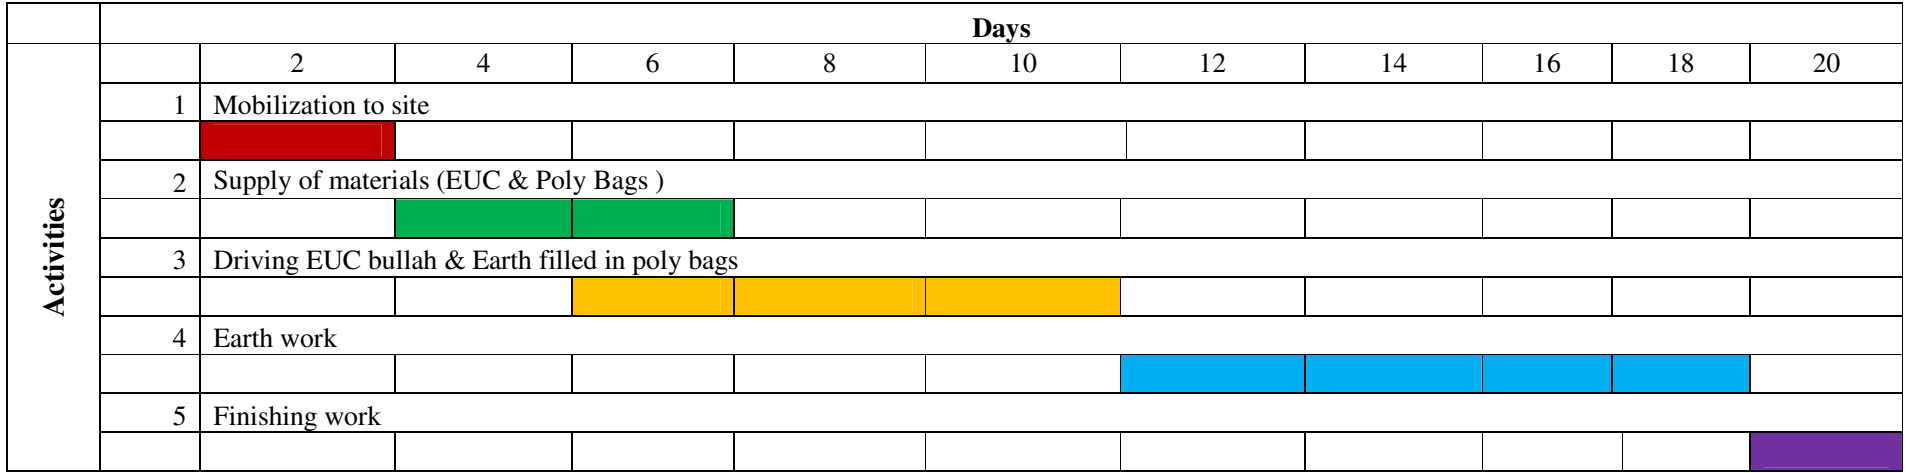 Days
2 4 6 8 10 12 14 16 18 20
Activities
1 Mobilization to site
2 Supply of materials (EUC & Poly Bags )
3 Driving EUC bullah & Earth filled in poly bags
4 Earth work
5 Finishing work